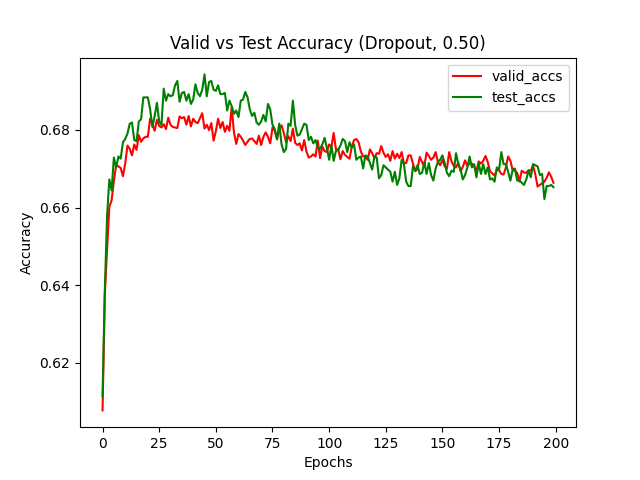 Valid vs Test Accuracy (Dropout, 0.50)
valid_accs
test_accs
0.68
0.66
0.64
0.62
Accuracy
0 25 50 75 100 125 150 175 200
Epochs